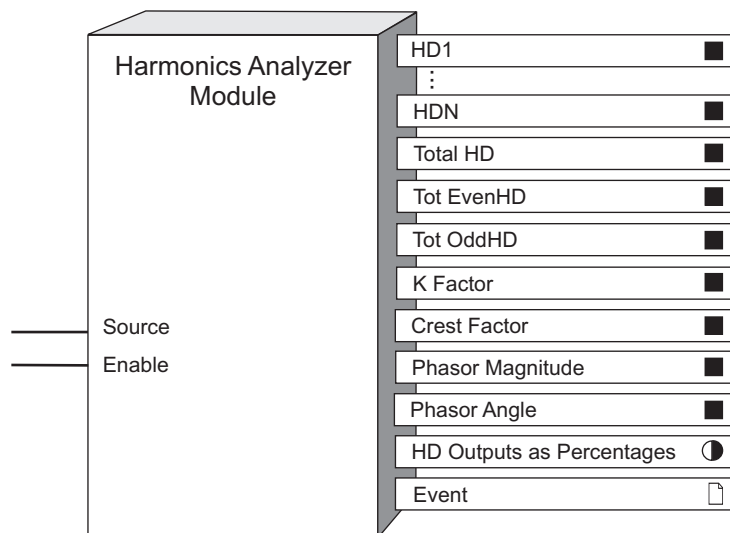 Harmonics Analyzer
Module
Source
Enable
HD1
⋮
HDN
Total HD
Tot EvenHD
Tot OddHD
K Factor
Crest Factor
Phasor Magnitude
Phasor Angle
HD Outputs as Percentages
Event